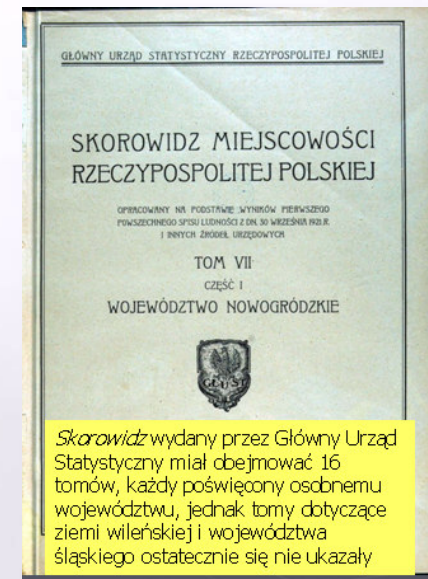 GŁÓWNY URZĄD STATYSTYCZNY RZECZYPOSPOLITEJ POLSKIEJ
SKOROWIDZ MIEJSCOWOŚCI
RZECZYPOSPOLITEJ POLSKIEJ
OPRACOWANY NA PODSTAWIE WYNIKÓW PIERWSZEGO
POWSZECHNEGO SPISU LUDNOŚCI Z DN. 30 WRZEŚNIA 1921 R.
I INNYCH ŹRÓDEŁ URZĘDOWYCH
TOM VII
CZĘŚĆ I
WOJEWÓDZTWO NOWOGRÓDZKIE
Skorowidz wydany przez Główny Urząd
Statystyczny miał obejmować 16
tomów, każdy poświęcony osobnemu
województwu, jednak tomy dotyczące
ziemi wileńskiej i województwa
śląskiego ostatecznie się nie ukazały